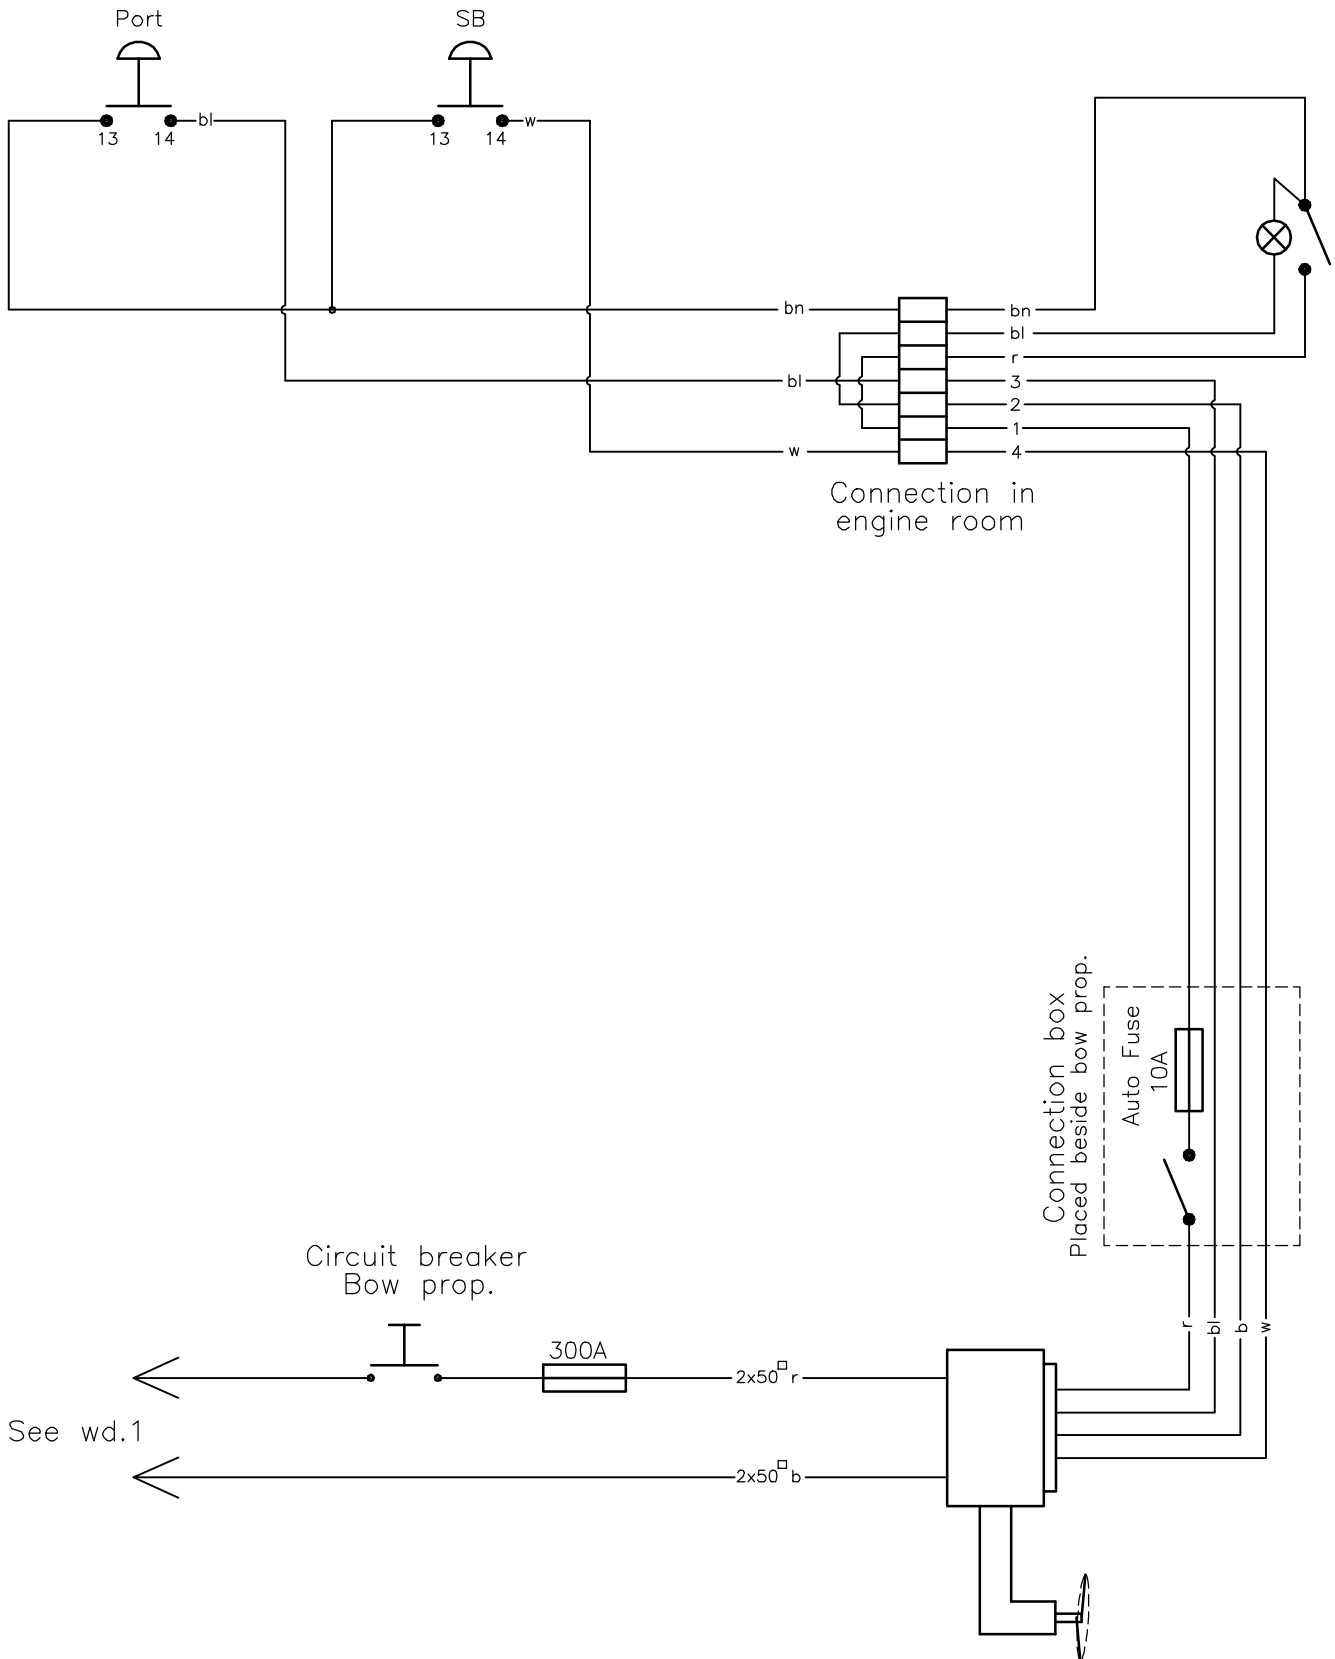 Port
SB
bl
w
13
14
13
14
bn
bn
bl
r
bl
3
2
1
w
4
Connection in
engine room
Connection box
Placed beside bow prop.
Auto Fuse
10A
Circuit breaker
Bow prop.
300A
r
bl
b
w
2x50□ r
See wd.1
2x50□ b